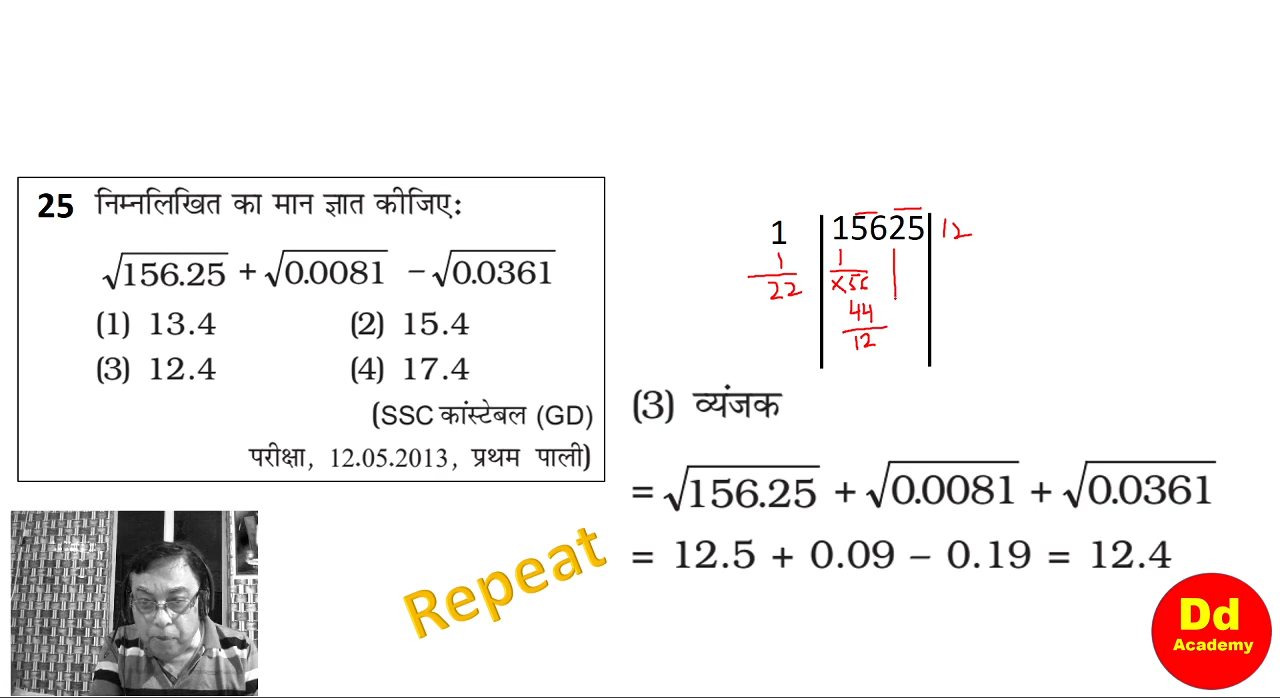 25 निम्नलिखित का मान ज्ञात कीजिए:
√156.25 + √0.0081 − √0.0361
(1) 13.4 (2) 15.4
(3) 12.4 (4) 17.4
(SSC कांस्टेबल (GD)
परीक्षा, 12.05.2013, प्रथम पाली)
1 15625 12
1 1
22 ×56
44
12
(3) व्यंजक
= √156.25 + √0.0081 + √0.0361
= 12.5 + 0.09 − 0.19 = 12.4
Repeat
Dd
Academy